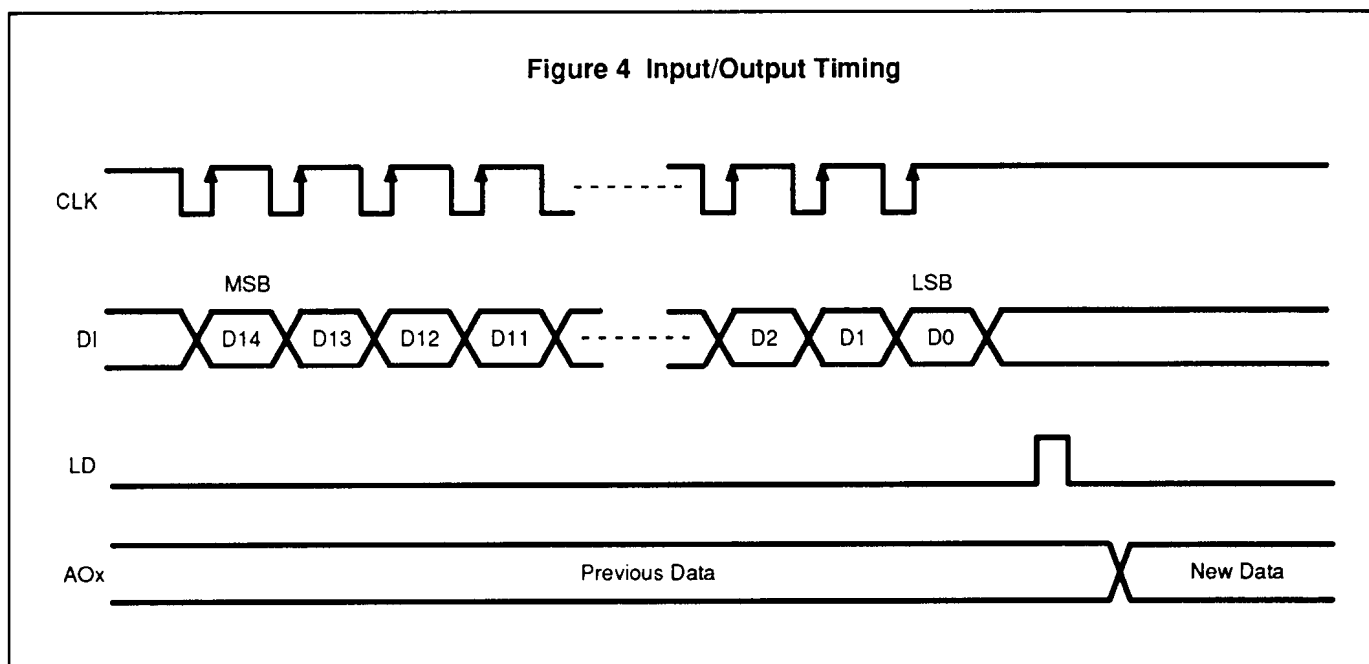 Figure 4 Input/Output Timing
CLK
MSB
LSB
DI
D14
D13
D12
D11
D2
D1
D0
LD
AOx
Previous Data
New Data